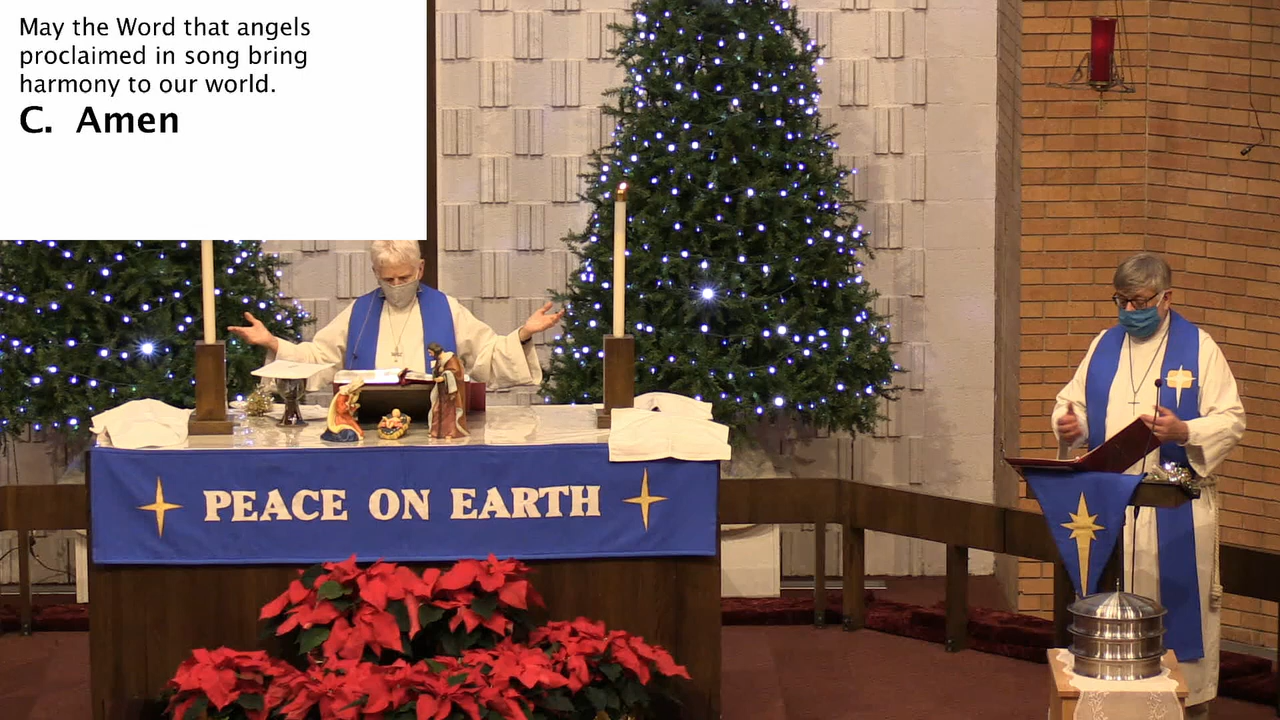 May the Word that angels
proclaimed in song bring
harmony to our world.
C. Amen
PEACE ON EARTH